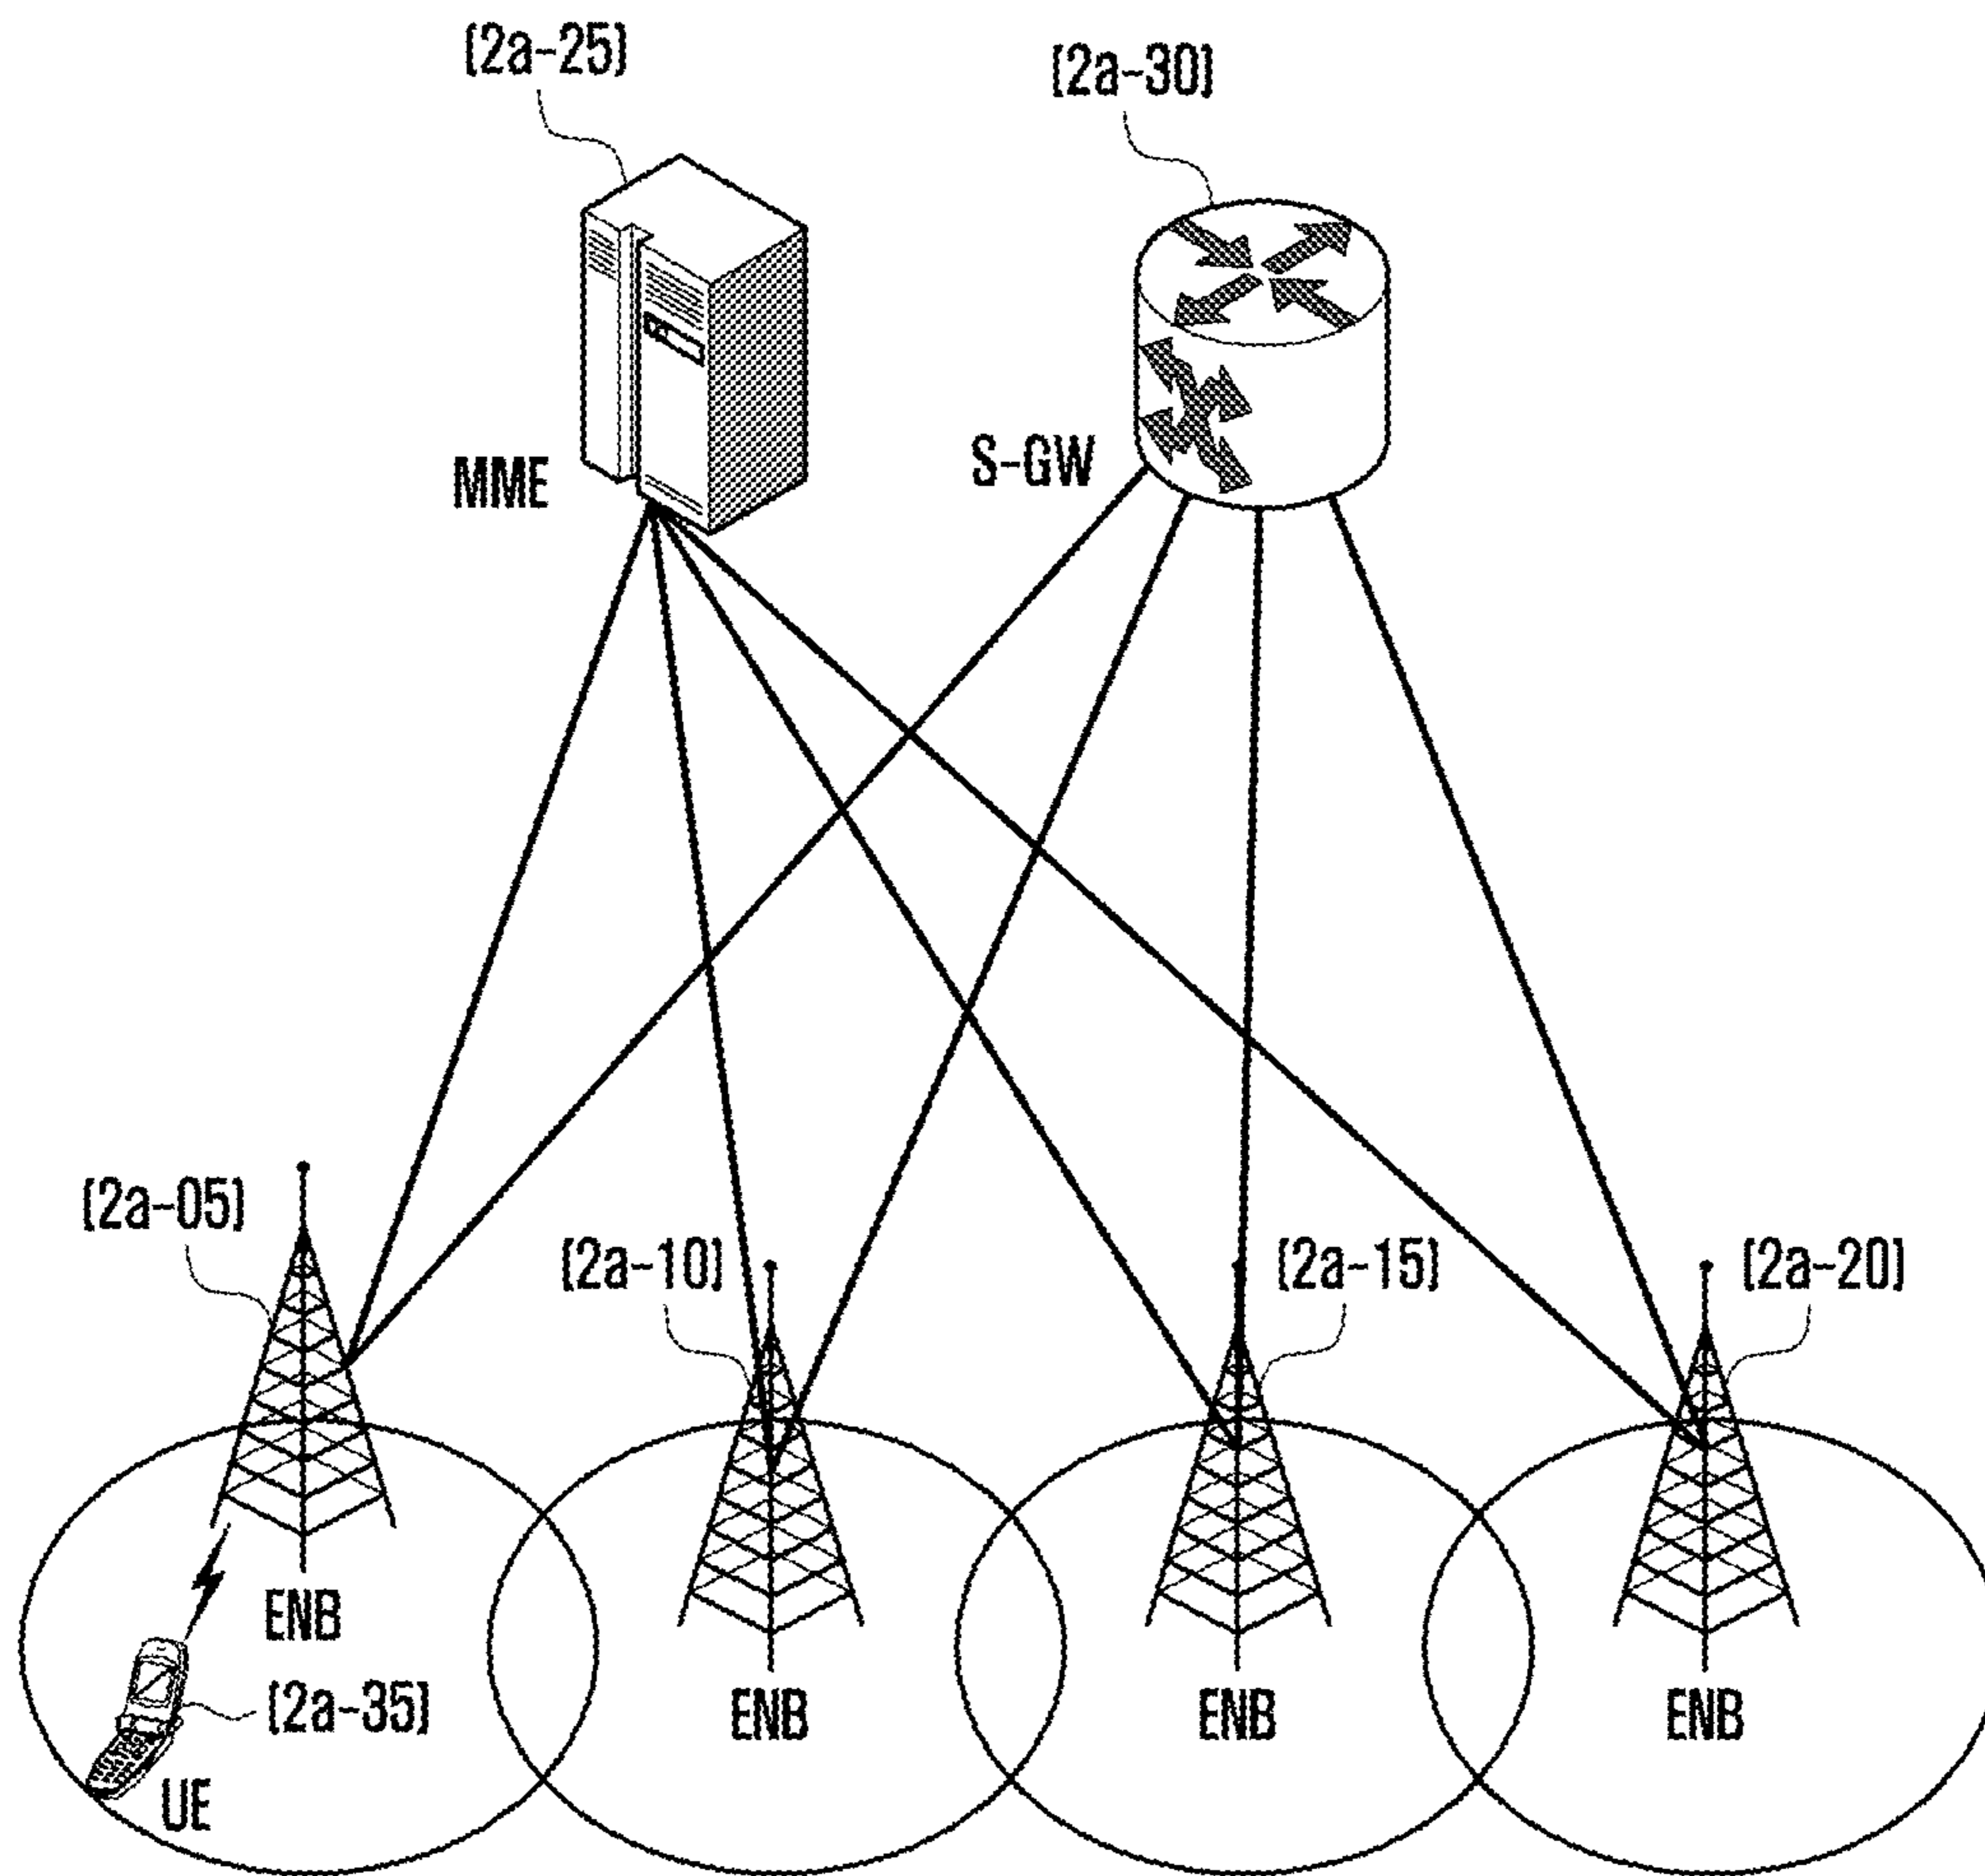 [2a-25]
[2a-30]
MME
S-GW
[2a-05]
[2a-10]
[2a-15]
[2a-20]
ENB
[2a-35]
UE
ENB
ENB
ENB